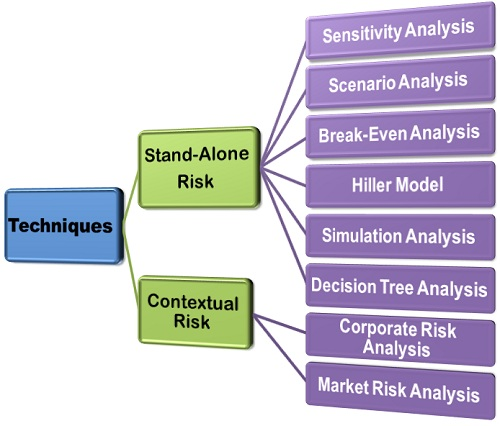 Techniques
Stand-Alone
Risk
Contextual
Risk
Sensitivity Analysis
Scenario Analysis
Break-Even Analysis
Hiller Model
Simulation Analysis
Decision Tree Analysis
Corporate Risk
Analysis
Market Risk Analysis